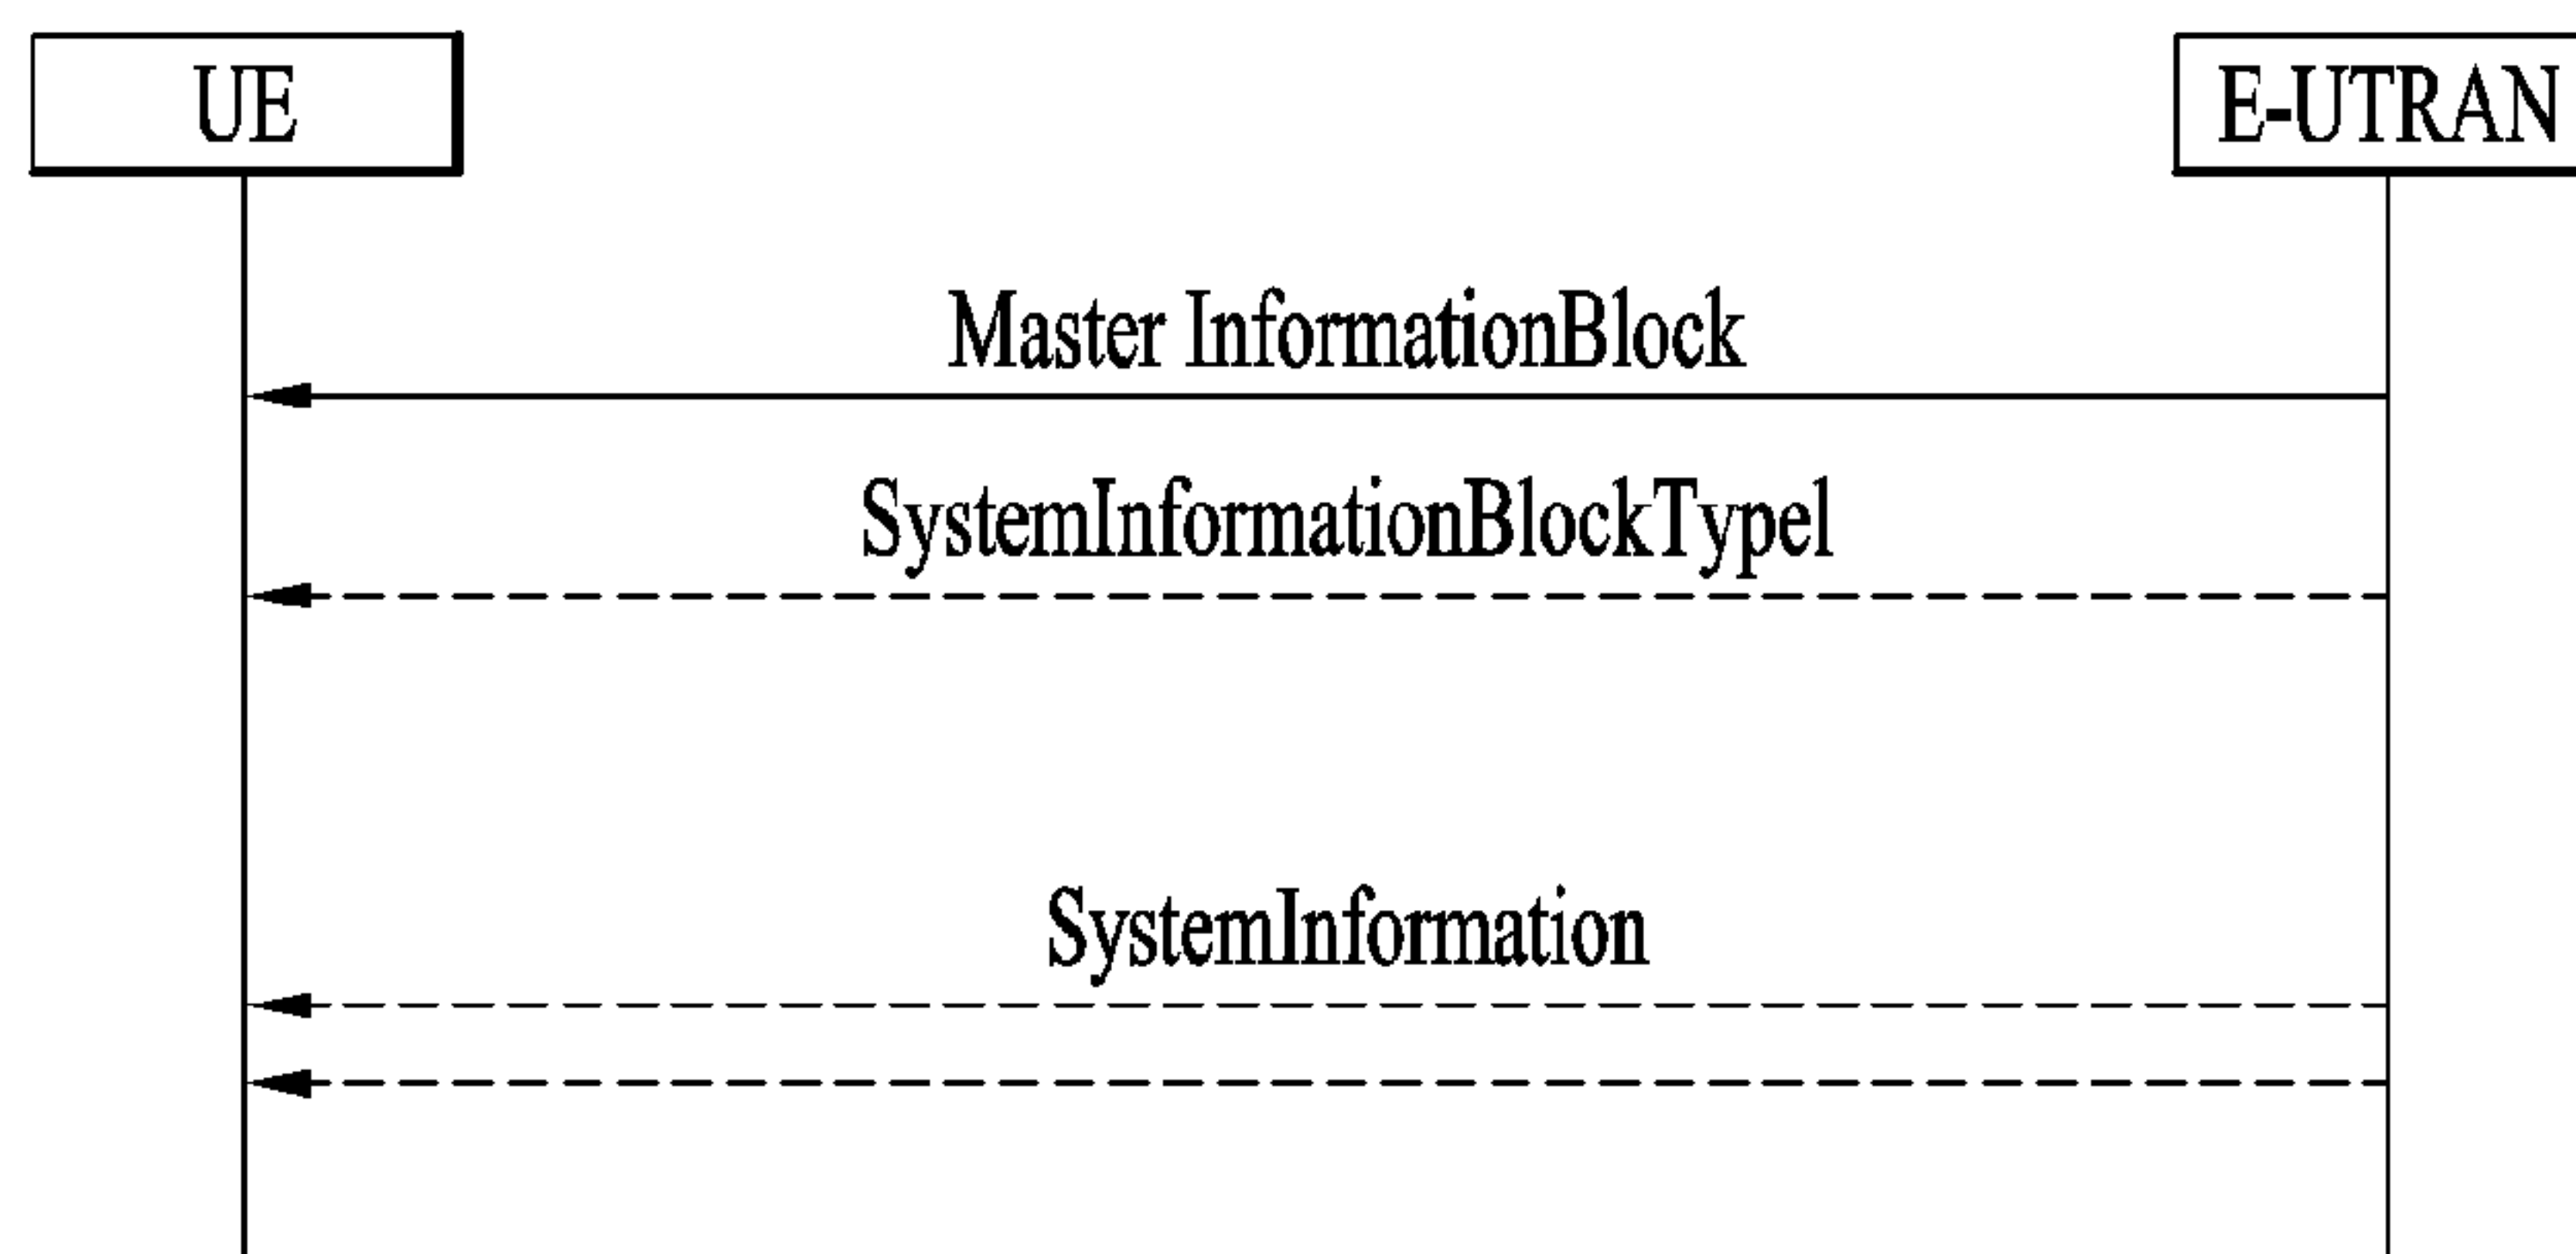 UE
E-UTRAN
Master InformationBlock
SystemInformationBlockTypel
SystemInformation